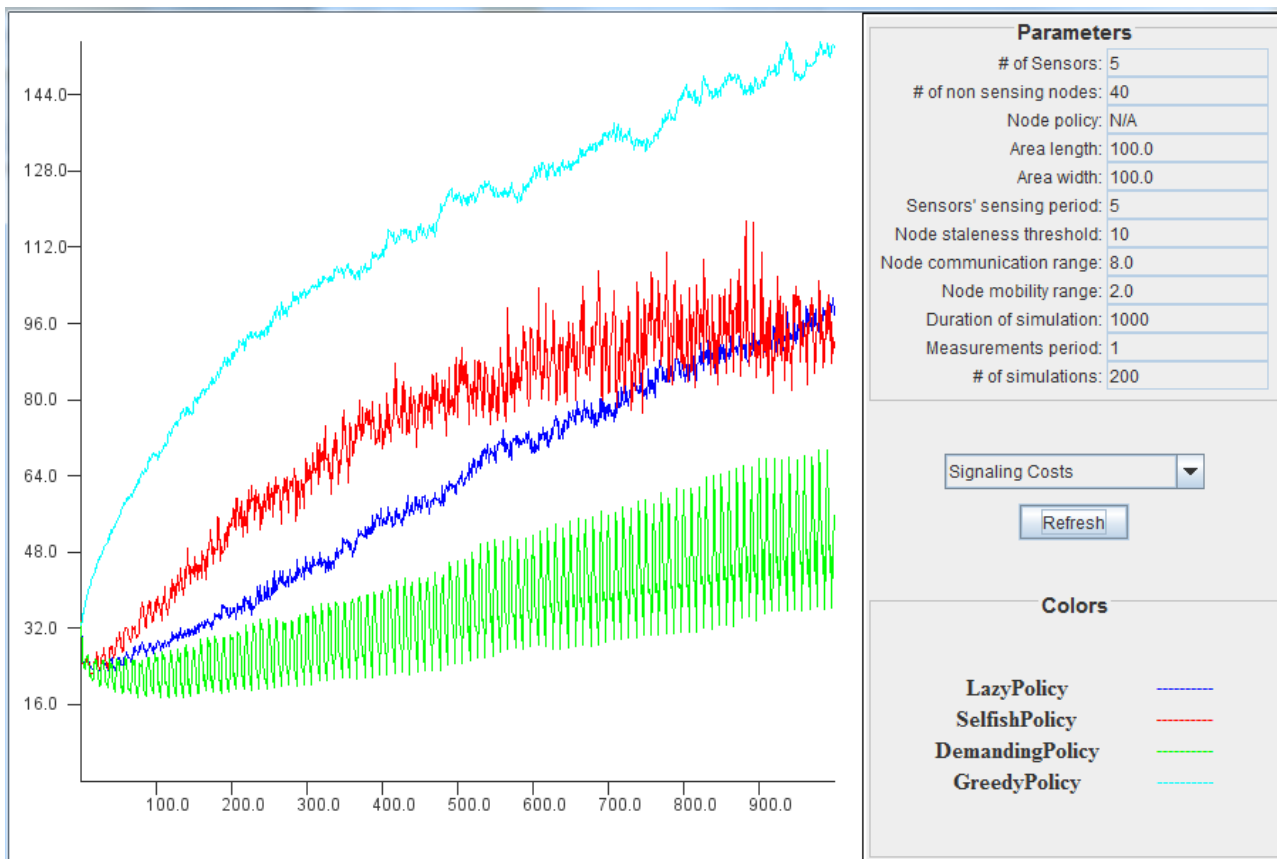 144.0
128.0
112.0
96.0
80.0
64.0
48.0
32.0
16.0
100.0 200.0 300.0 400.0 500.0 600.0 700.0 800.0 900.0
Parameters
# of Sensors: 5
# of non sensing nodes: 40
Node policy: N/A
Area length: 100.0
Area width: 100.0
Sensors' sensing period: 5
Node staleness threshold: 10
Node communication range: 8.0
Node mobility range: 2.0
Duration of simulation: 1000
Measurements period: 1
# of simulations: 200
Signaling Costs
Refresh
Colors
LazyPolicy
SelfishPolicy
DemandingPolicy
GreedyPolicy